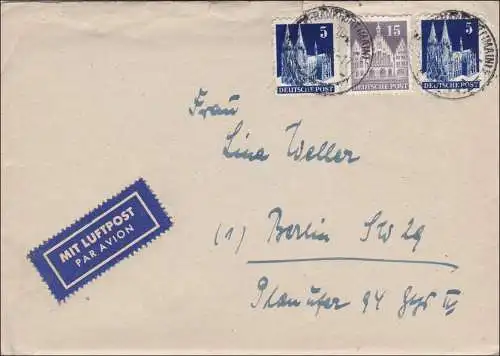 5 15 5
DEUTSCHE POST DEUTSCHE POST DEUTSCHE POST
Frau
Lina Weller
MIT LUFTPOST
PAR AVION
(1) Berlin SW 29
Planufer 94